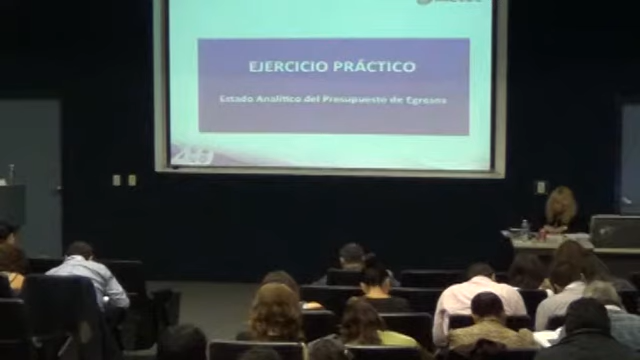 EJERCICIO PRÁCTICO
Estado Analítico del Presupuesto de Egresos